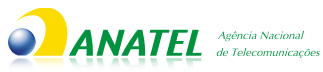 ANATEL
Agência Nacional
de Telecomunicações